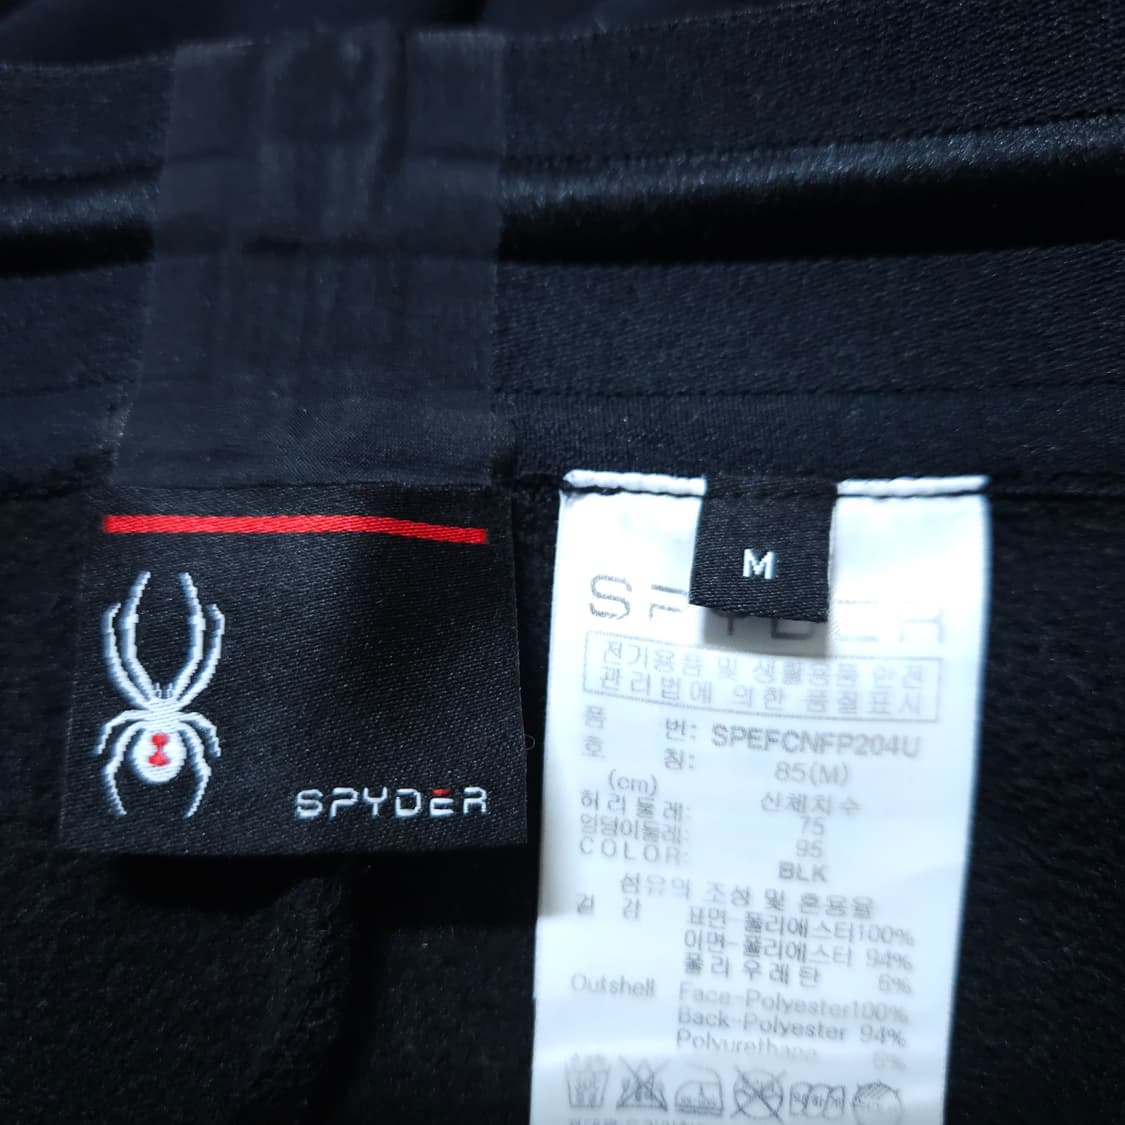 SPYDER
M
SPYDER
전기용품 및 생활용품 안전
관리법에 의한 품질표시
품 번: SPEFCNFP204U
호 칭: 85(M)
(cm) 신체치수
허리둘레: 75
엉덩이둘레: 95
COLOR: BLK
섬유의 조성 및 혼용율
겉 감 표면-폴리에스터100%
이면-폴리에스터 94%
폴리우레탄 6%
Outshell Face-Polyester100%
Back-Polyester 94%
Polyurethane 6%